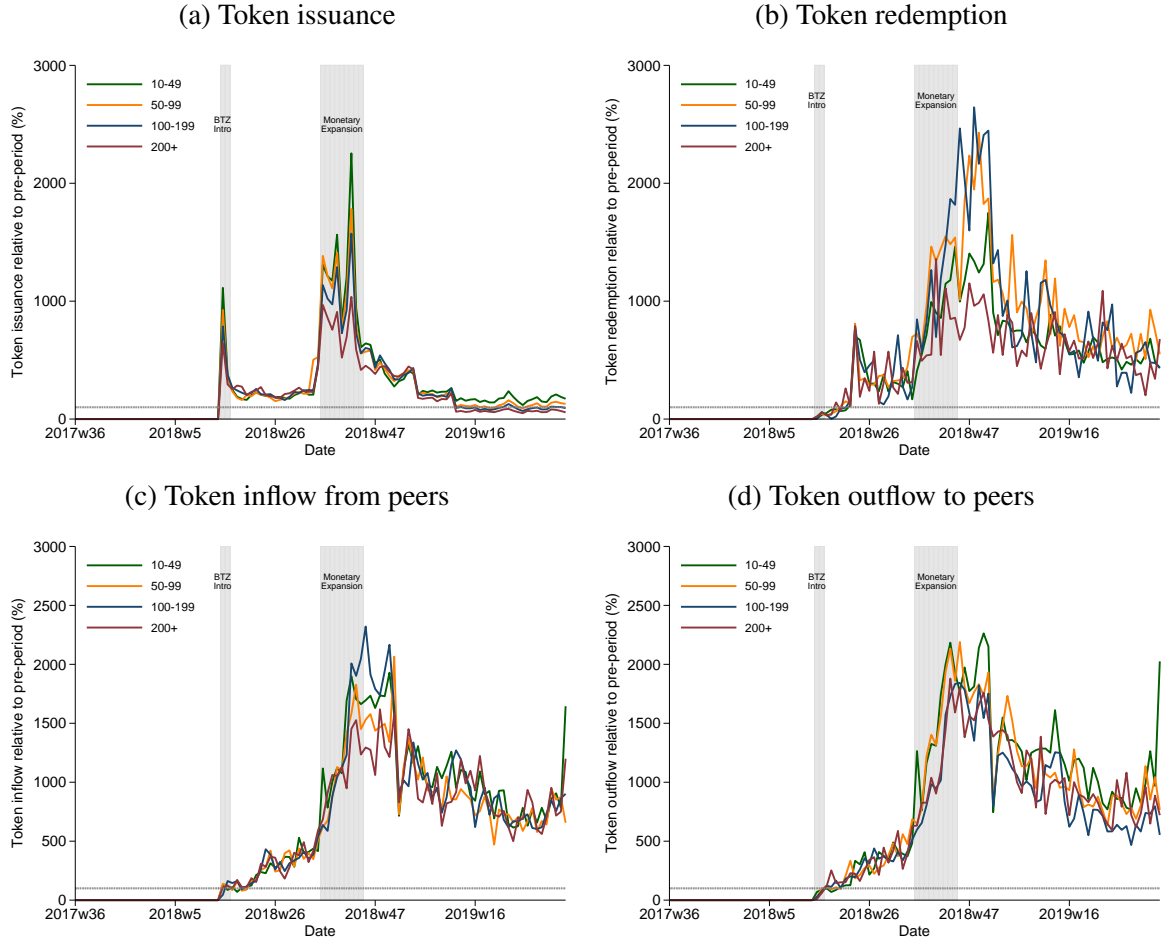 (a) Token issuance
Token issuance relative to pre-period (%)
3000
2000
1000
0
10-49
50-99
100-199
200+
BTZ
Intro
Monetary
Expansion
2017w36
2018w5
2018w26
2018w47
2019w16
Date
(b) Token redemption
Token redemption relative to pre-period (%)
3000
2000
1000
0
10-49
50-99
100-199
200+
BTZ
Intro
Monetary
Expansion
2017w36
2018w5
2018w26
2018w47
2019w16
Date
(c) Token inflow from peers
Token inflow relative to pre-period (%)
3000
2500
2000
1500
1000
500
0
10-49
50-99
100-199
200+
BTZ
Intro
Monetary
Expansion
2017w36
2018w5
2018w26
2018w47
2019w16
Date
(d) Token outflow to peers
Token outflow relative to pre-period (%)
3000
2500
2000
1500
1000
500
0
10-49
50-99
100-199
200+
BTZ
Intro
Monetary
Expansion
2017w36
2018w5
2018w26
2018w47
2019w16
Date